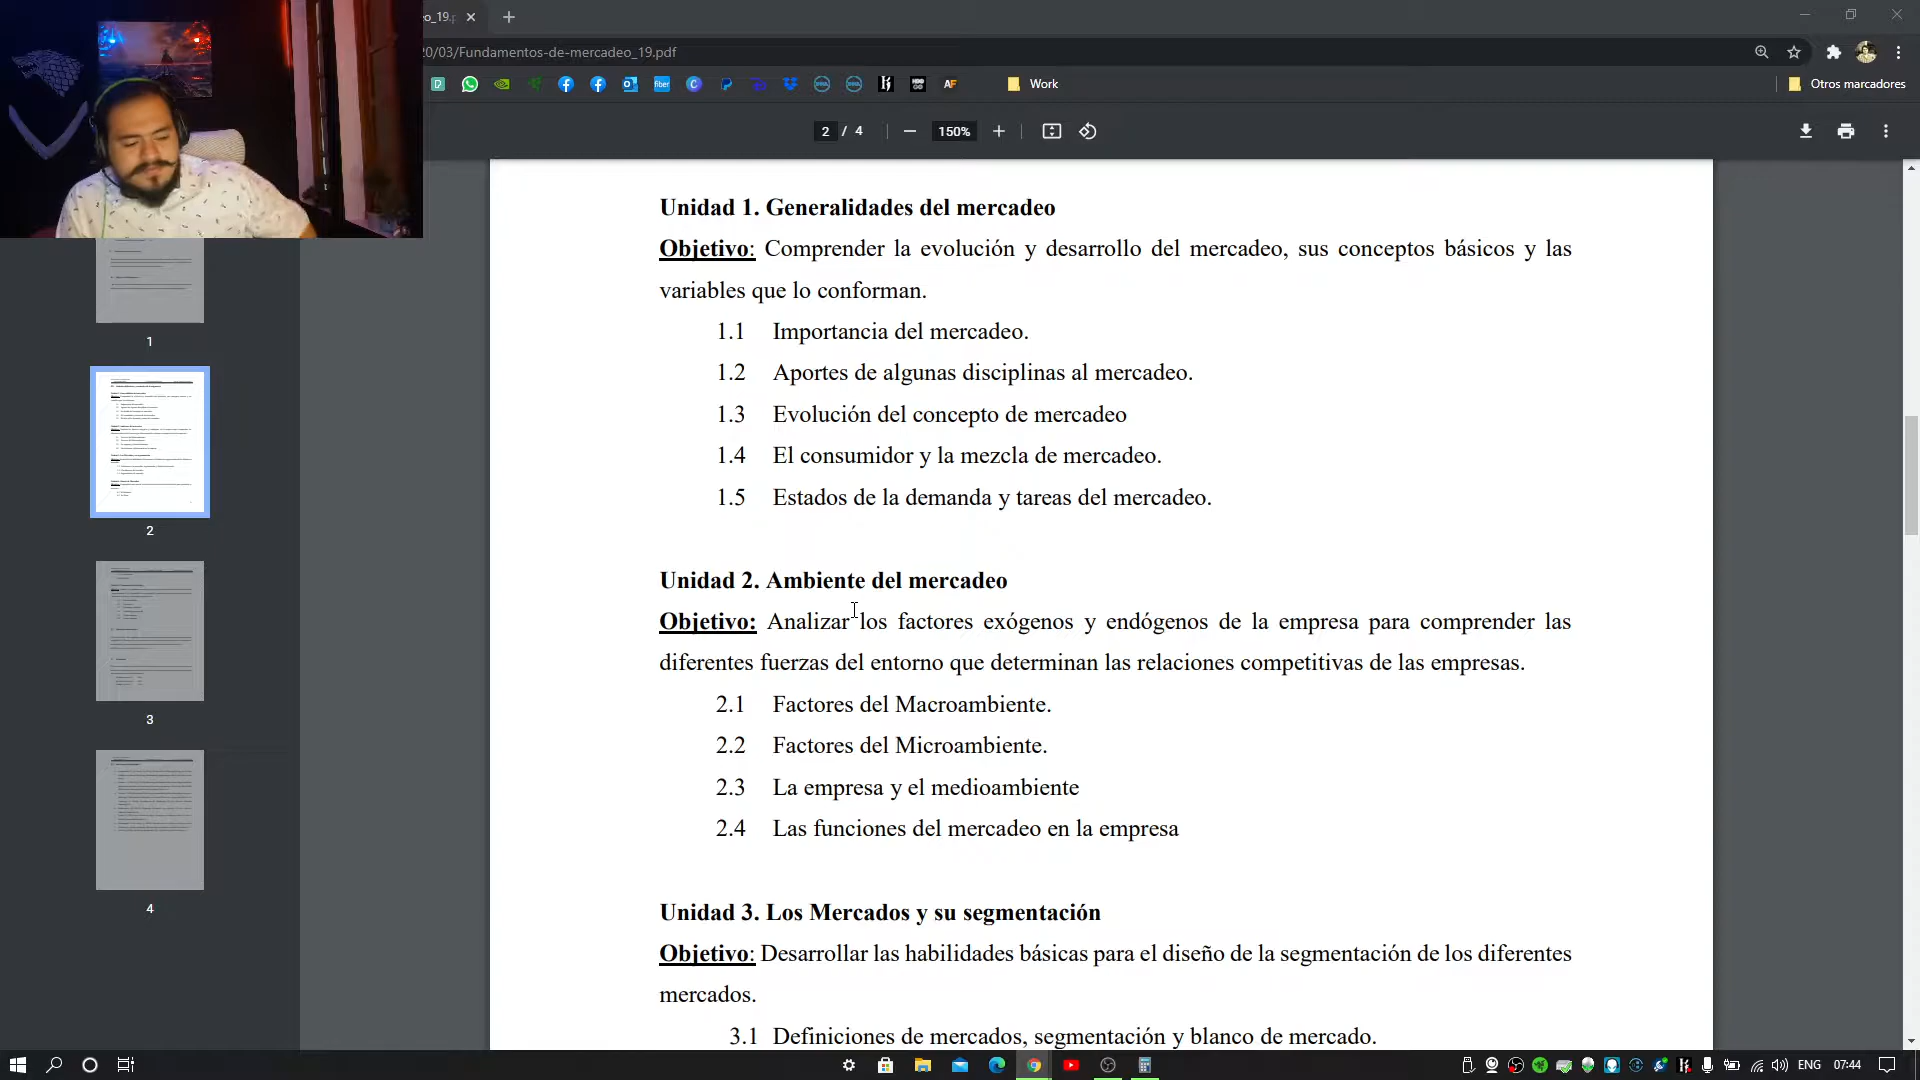 o_19.p
20/03/Fundamentos-de-mercadeo_19.pdf
Work
Otros marcadores
2 / 4
150%
Unidad 1. Generalidades del mercadeo
Objetivo: Comprender la evolución y desarrollo del mercadeo, sus conceptos básicos y las
variables que lo conforman.
1.1 Importancia del mercadeo.
1.2 Aportes de algunas disciplinas al mercadeo.
1.3 Evolución del concepto de mercadeo
1.4 El consumidor y la mezcla de mercadeo.
1.5 Estados de la demanda y tareas del mercadeo.
Unidad 2. Ambiente del mercadeo
Objetivo: Analizar los factores exógenos y endógenos de la empresa para comprender las
diferentes fuerzas del entorno que determinan las relaciones competitivas de las empresas.
2.1 Factores del Macroambiente.
2.2 Factores del Microambiente.
2.3 La empresa y el medioambiente
2.4 Las funciones del mercadeo en la empresa
Unidad 3. Los Mercados y su segmentación
Objetivo: Desarrollar las habilidades básicas para el diseño de la segmentación de los diferentes
mercados.
3.1 Definiciones de mercados, segmentación y blanco de mercado.
1
2
3
4
ENG
07:44